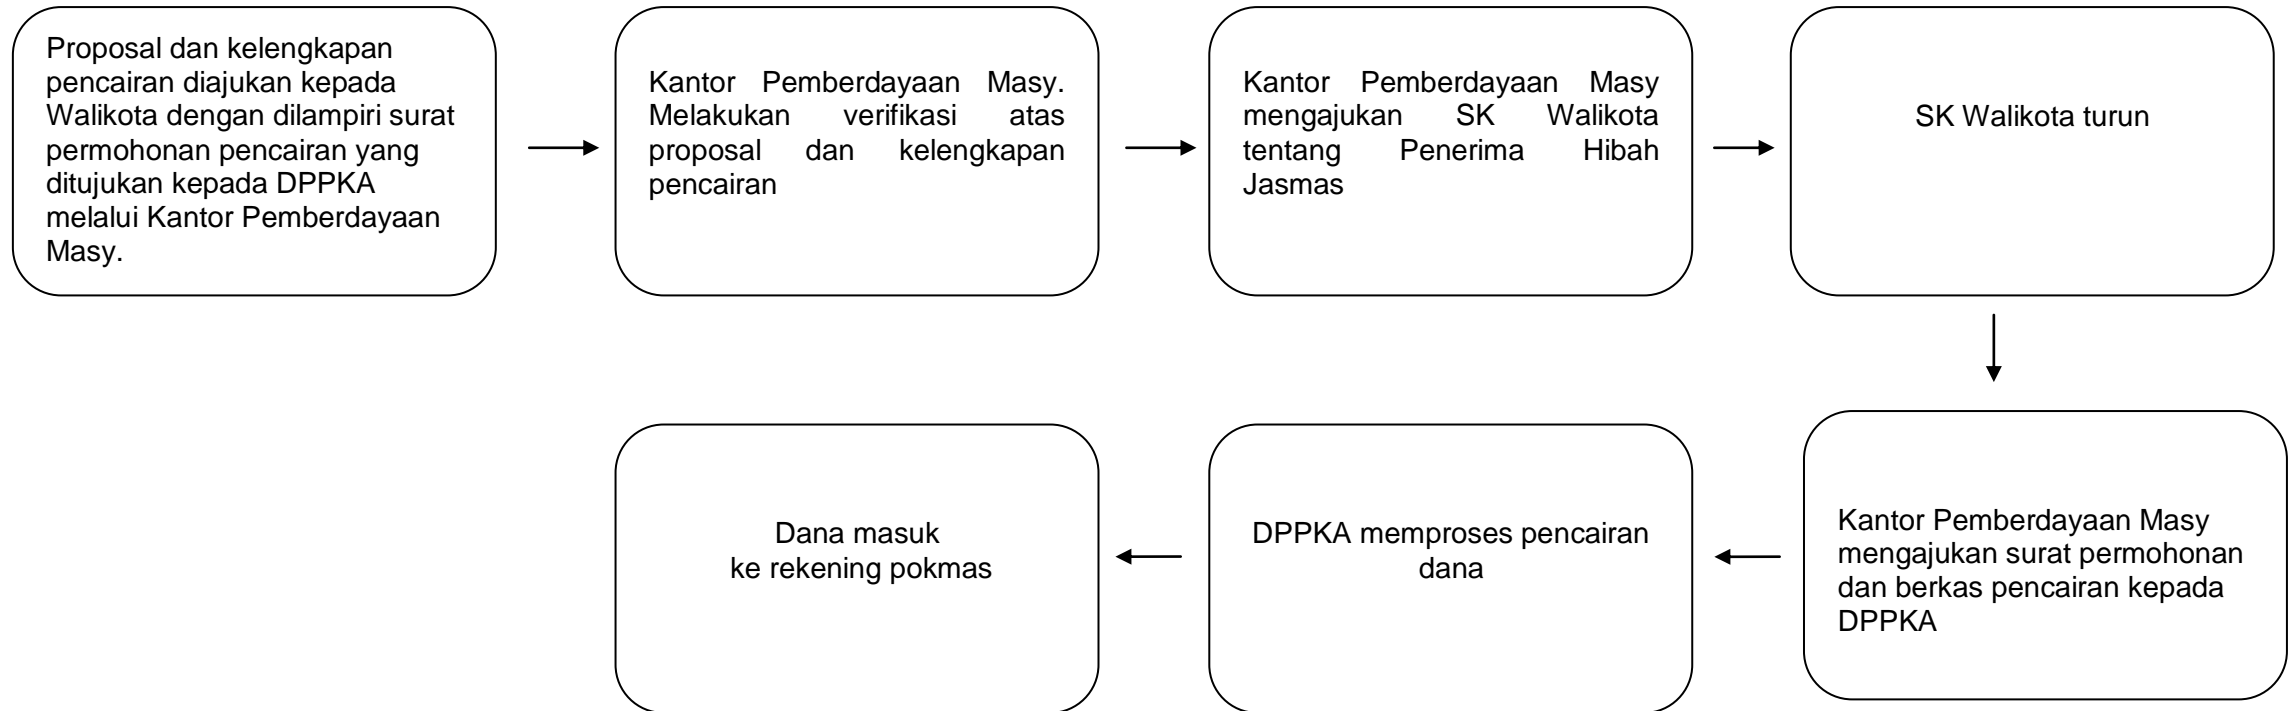 Proposal dan kelengkapan
pencairan diajukan kepada
Walikota dengan dilampiri surat
permohonan pencairan yang
ditujukan kepada DPPKA
melalui Kantor Pemberdayaan
Masy.
Kantor Pemberdayaan Masy.
Melakukan verifikasi atas
proposal dan kelengkapan
pencairan
Kantor Pemberdayaan Masy
mengajukan SK Walikota
tentang Penerima Hibah
Jasmas
SK Walikota turun
Kantor Pemberdayaan Masy
mengajukan surat permohonan
dan berkas pencairan kepada
DPPKA
DPPKA memproses pencairan
dana
Dana masuk
ke rekening pokmas